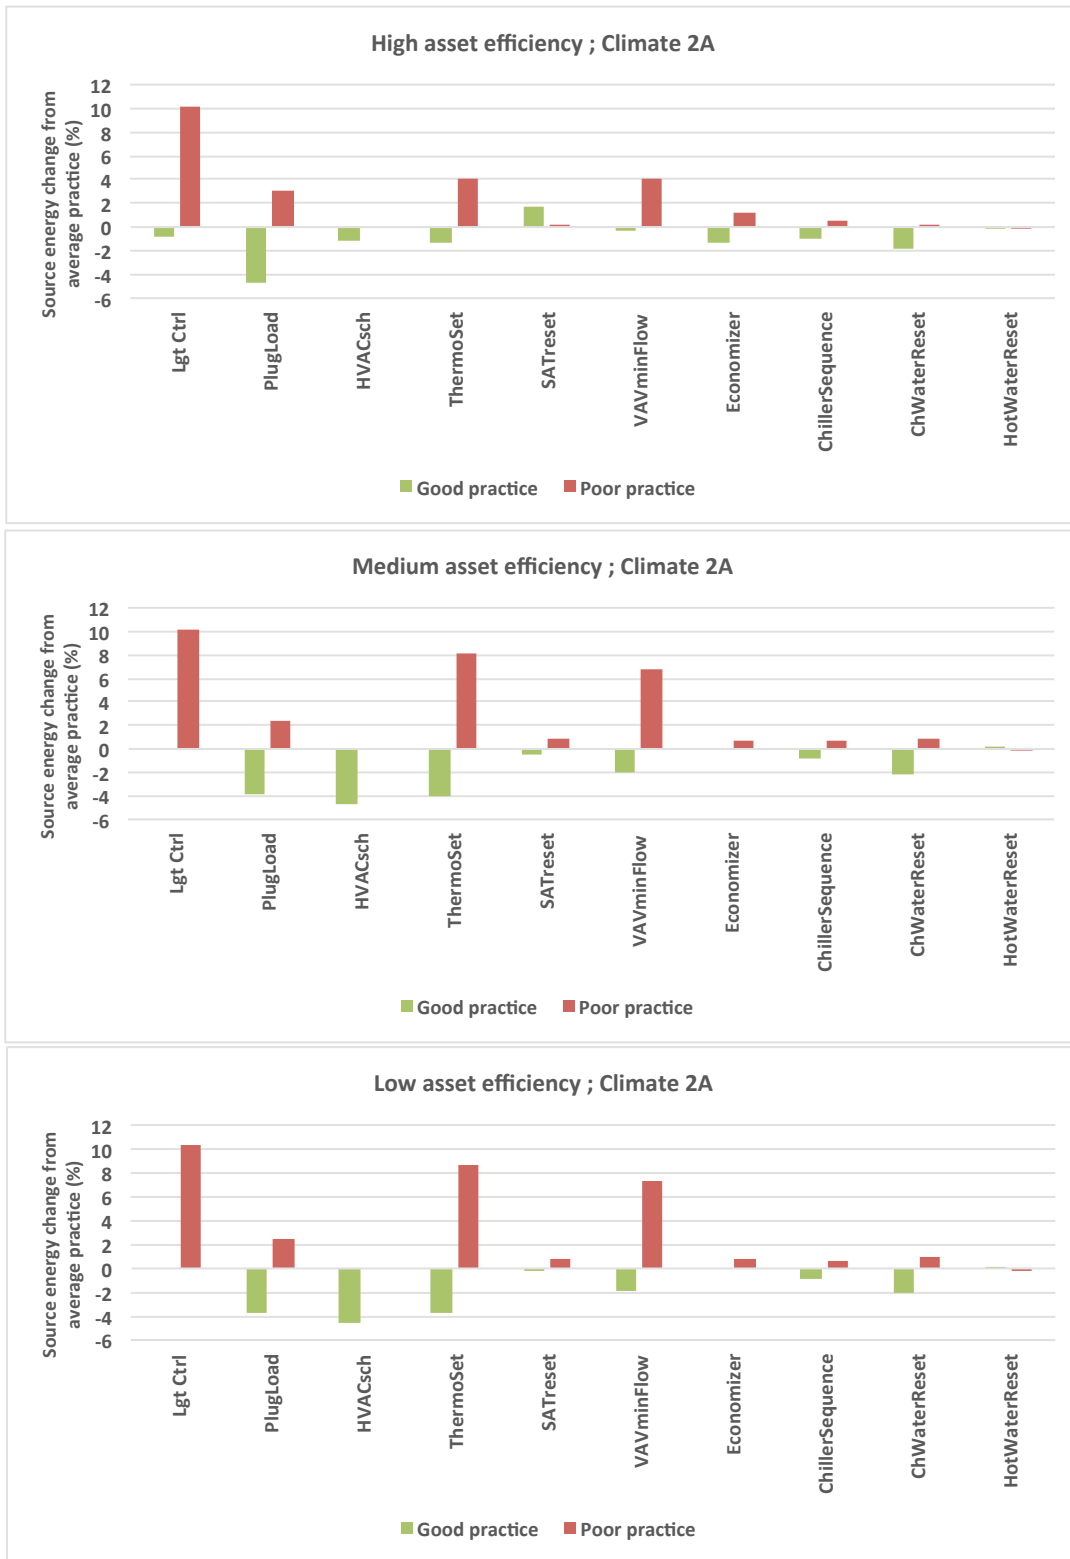 High asset efficiency ; Climate 2A
Source energy change from
average practice (%)
12
10
8
6
4
2
0
-2
-4
-6
Lgt Ctrl
PlugLoad
HVACsch
ThermoSet
SATreset
VAVminFlow
Economizer
ChillerSequence
ChWaterReset
HotWaterReset
Good practice
Poor practice
Medium asset efficiency ; Climate 2A
Source energy change from
average practice (%)
12
10
8
6
4
2
0
-2
-4
-6
Lgt Ctrl
PlugLoad
HVACsch
ThermoSet
SATreset
VAVminFlow
Economizer
ChillerSequence
ChWaterReset
HotWaterReset
Good practice
Poor practice
Low asset efficiency ; Climate 2A
Source energy change from
average practice (%)
12
10
8
6
4
2
0
-2
-4
-6
Lgt Ctrl
PlugLoad
HVACsch
ThermoSet
SATreset
VAVminFlow
Economizer
ChillerSequence
ChWaterReset
HotWaterReset
Good practice
Poor practice